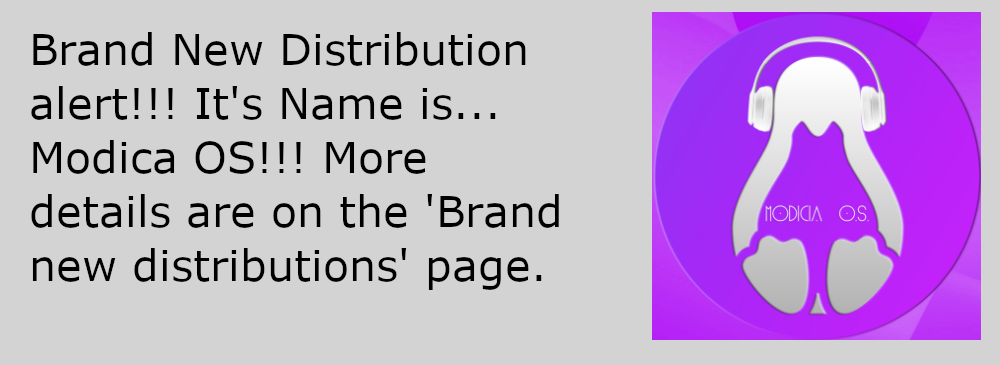 Brand New Distribution
alert!!! It's Name is...
Modica OS!!! More
details are on the 'Brand
new distributions' page.
MODICIA O.S.